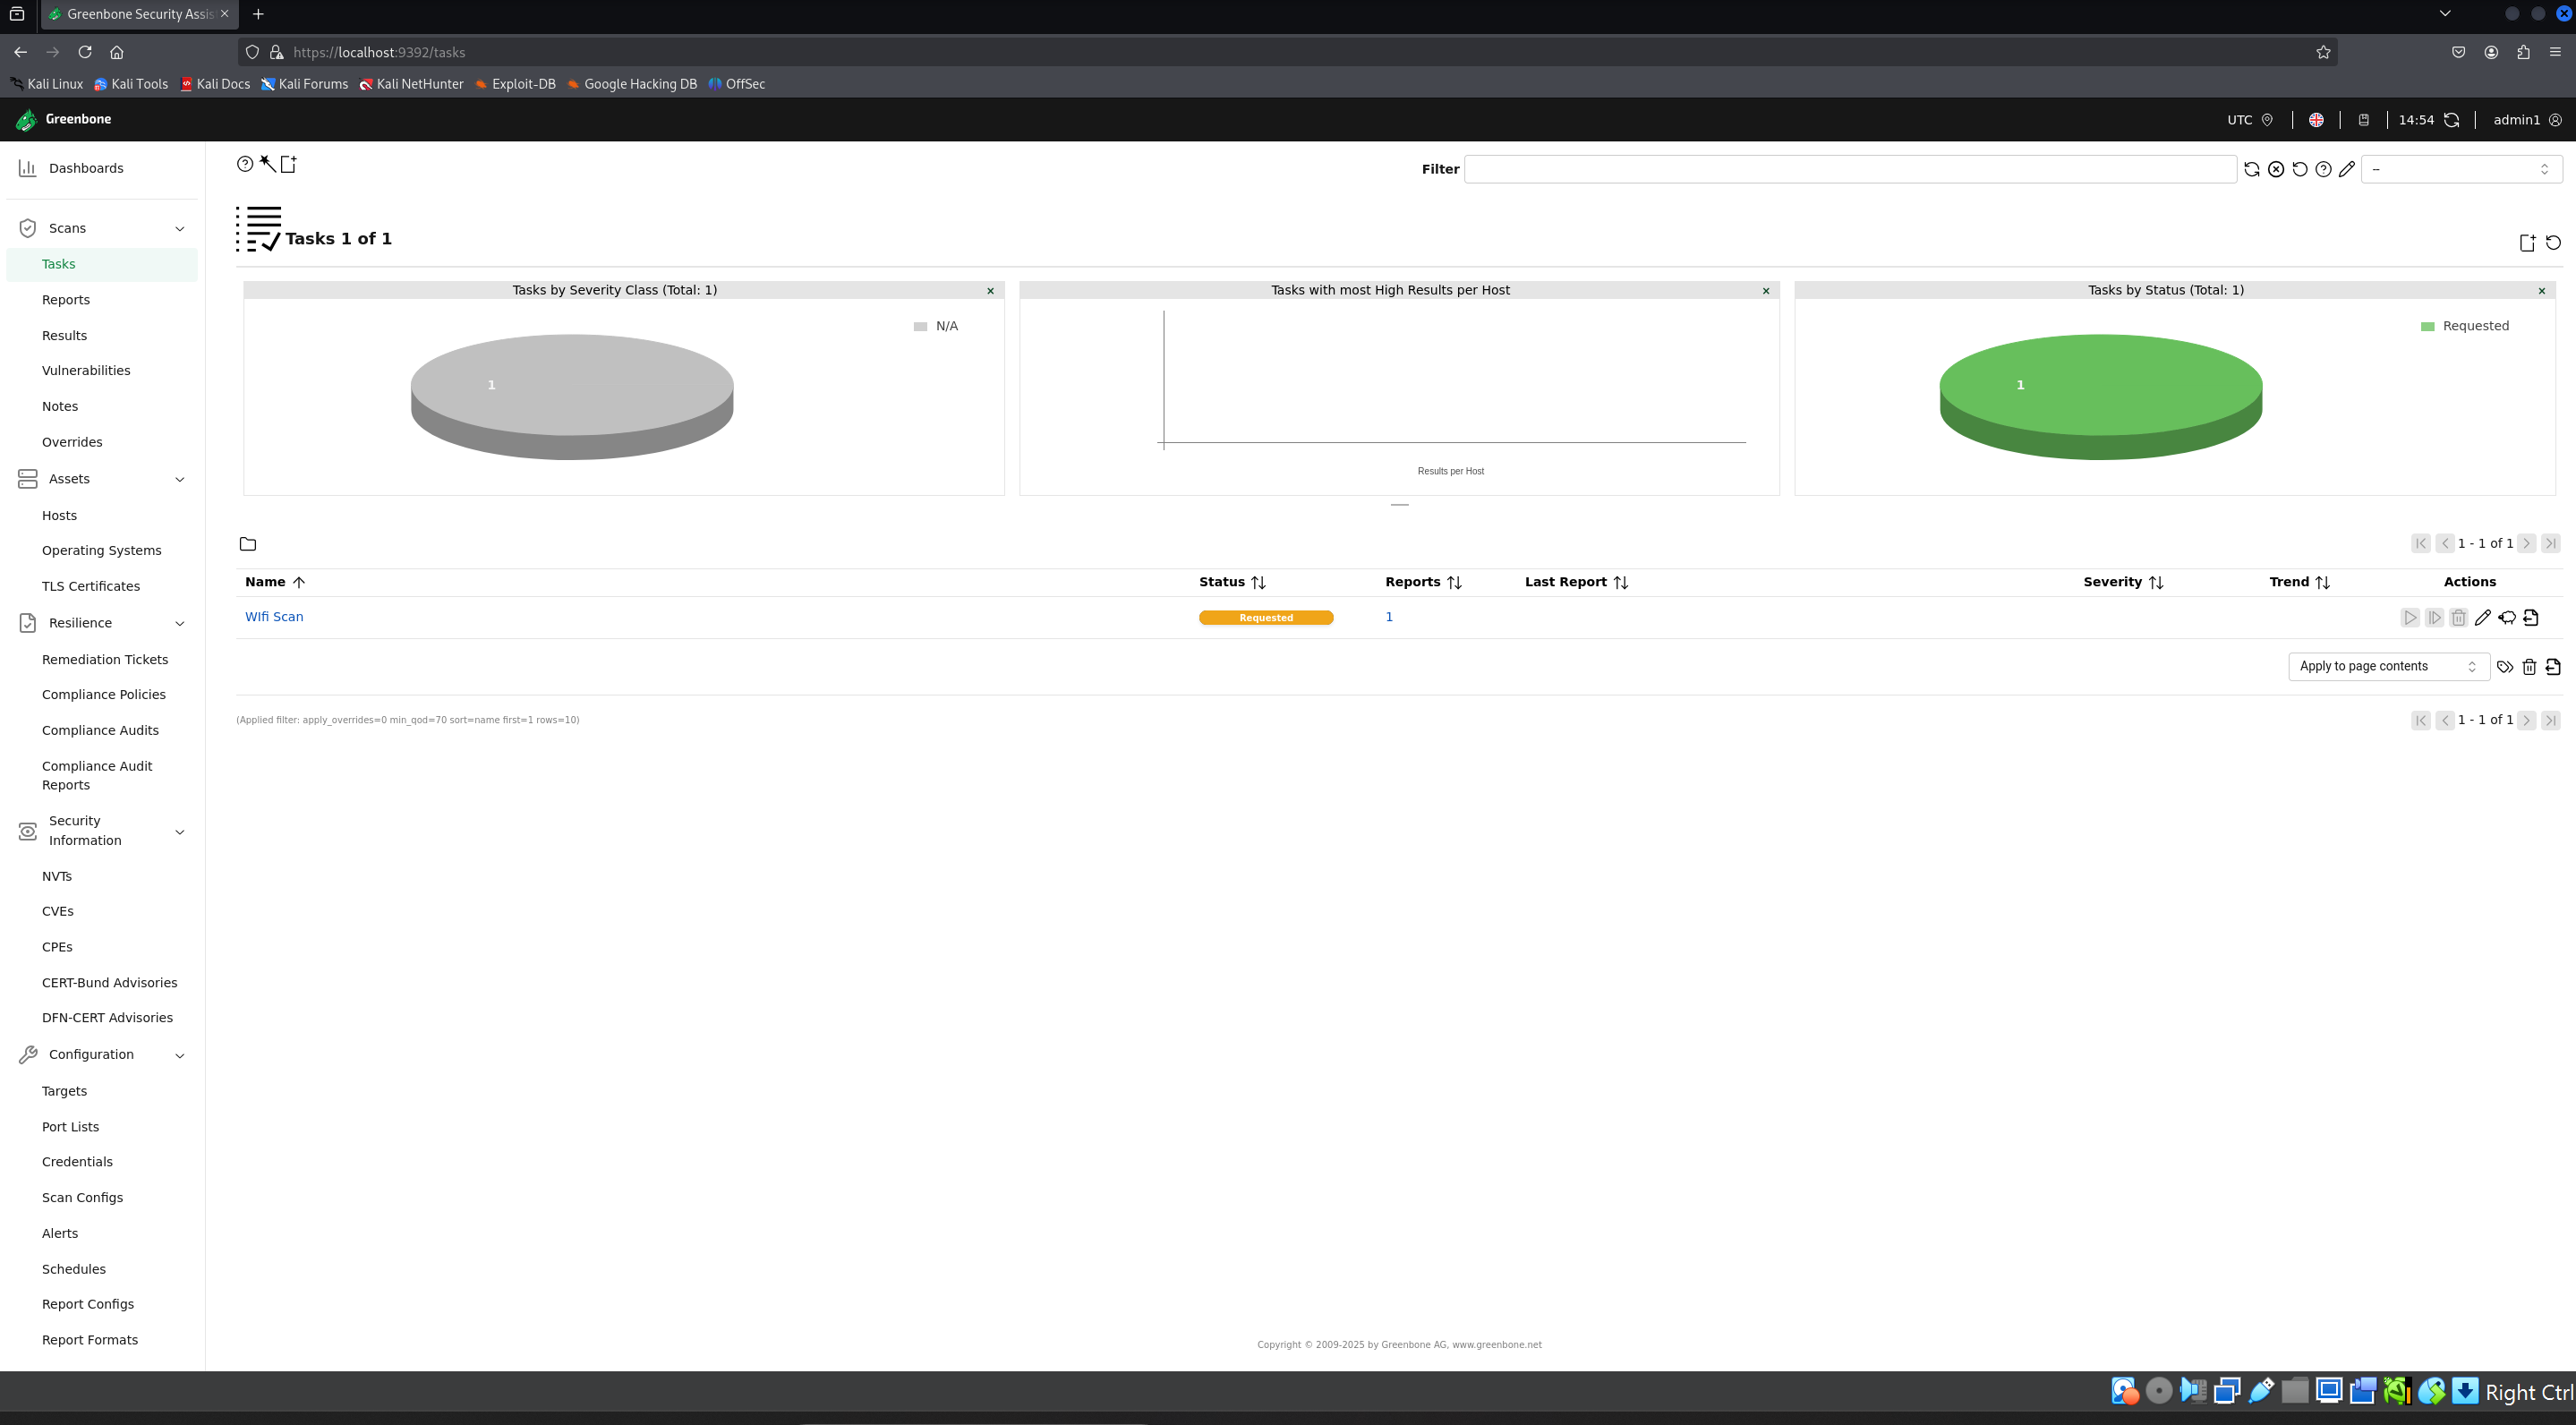 Greenbone Security Assis
https://localhost:9392/tasks
Kali Linux Kali Tools Kali Docs Kali Forums Kali NetHunter Exploit-DB Google Hacking DB OffSec
Greenbone
UTC 14:54 admin1
Dashboards
Scans
Tasks
Reports
Results
Vulnerabilities
Notes
Overrides
Assets
Hosts
Operating Systems
TLS Certificates
Resilience
Remediation Tickets
Compliance Policies
Compliance Audits
Compliance Audit
Reports
Security
Information
NVTs
CVEs
CPEs
CERT-Bund Advisories
DFN-CERT Advisories
Configuration
Targets
Port Lists
Credentials
Scan Configs
Alerts
Schedules
Report Configs
Report Formats
Filter --
Tasks 1 of 1
Tasks by Severity Class (Total: 1)
N/A
1
Tasks with most High Results per Host
Results per Host
Tasks by Status (Total: 1)
Requested
1
1 - 1 of 1
Name Status Reports Last Report Severity Trend Actions
WIfi Scan Requested 1
Apply to page contents
(Applied filter: apply_overrides=0 min_qod=70 sort=name first=1 rows=10)
1 - 1 of 1
Copyright © 2009-2025 by Greenbone AG, www.greenbone.net
Right Ctrl